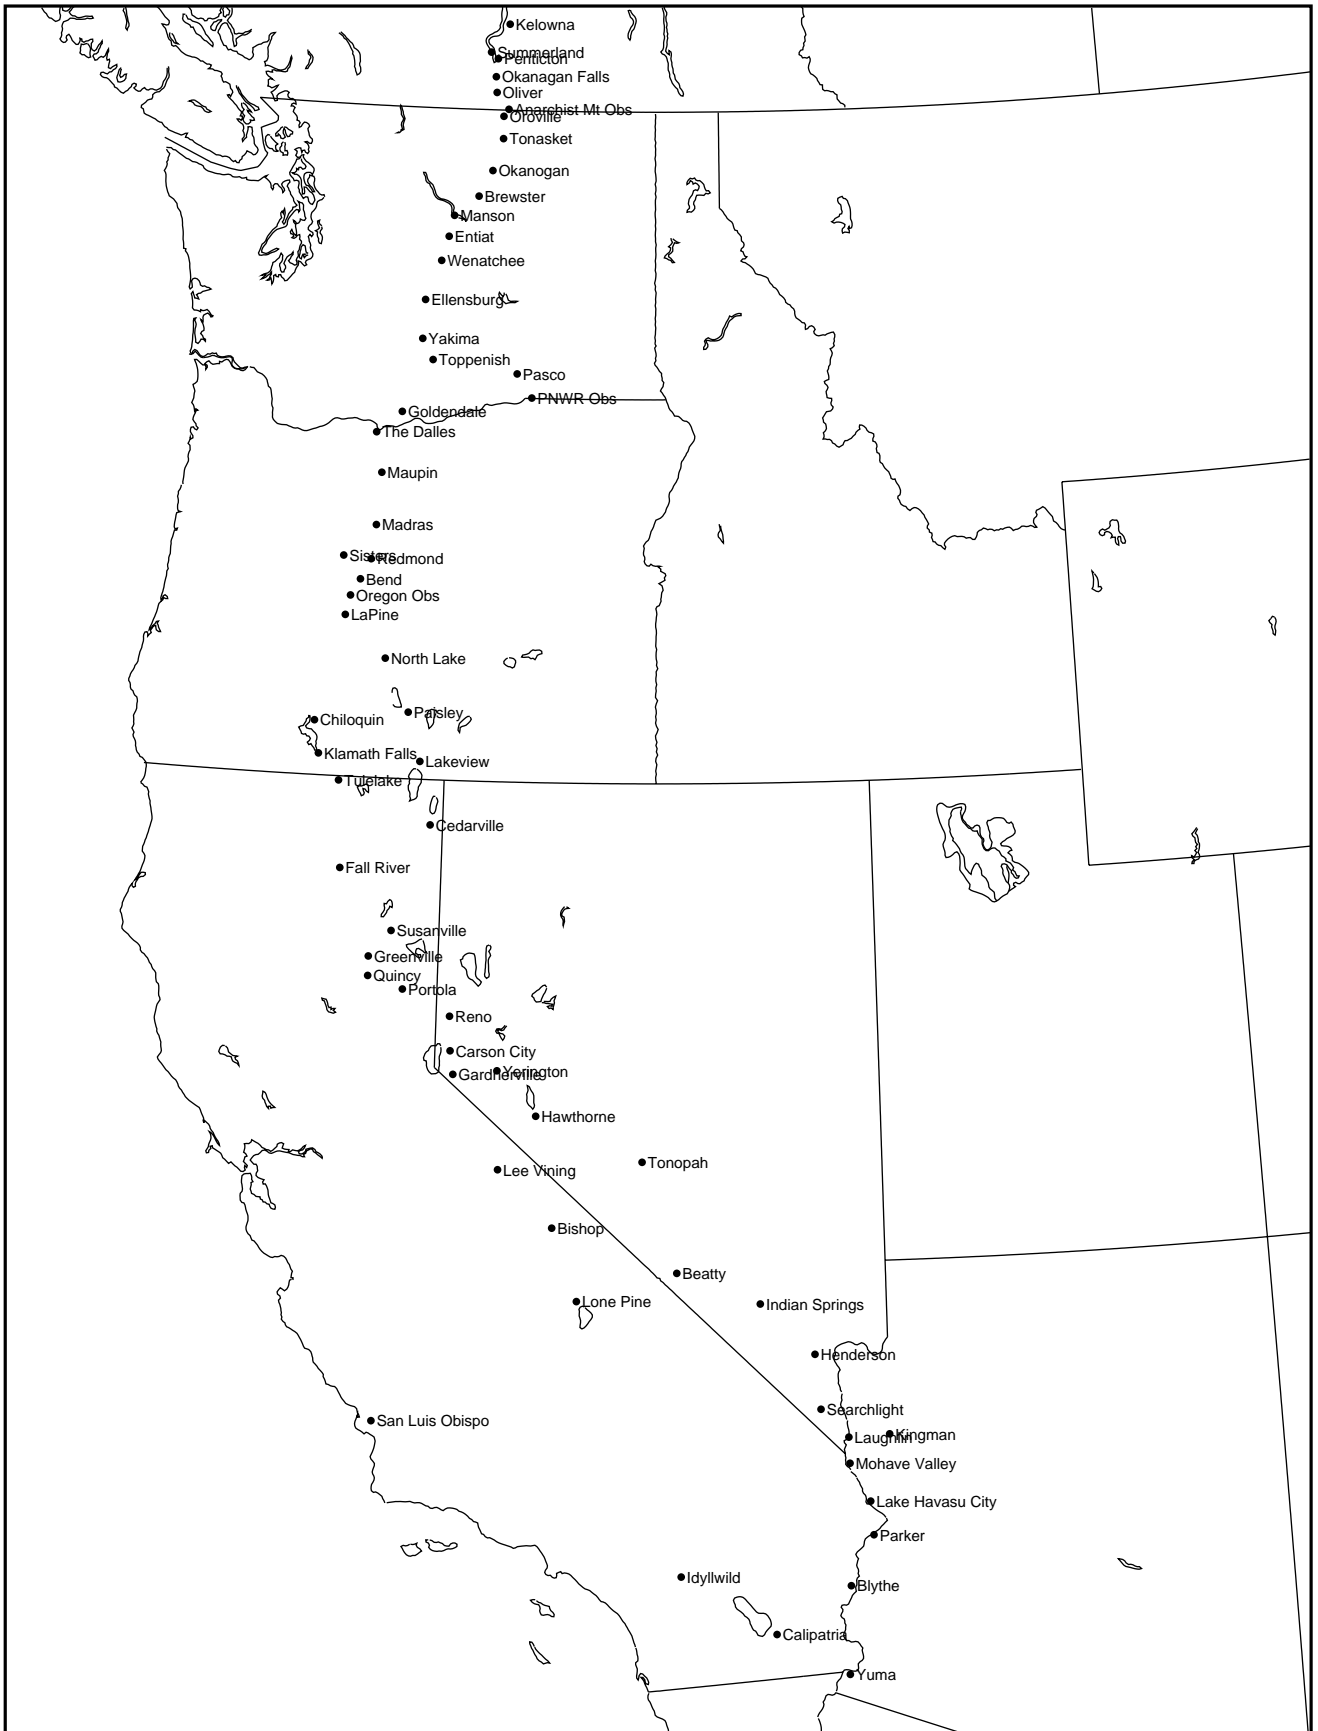 Kelowna
Summerland
Penticton
Okanagan Falls
Oliver
Anarchist Mt Obs
Oroville
Tonasket
Okanogan
Brewster
Manson
Entiat
Wenatchee
Ellensburg
Yakima
Toppenish
Pasco
PNWR Obs
Goldendale
The Dalles
Maupin
Madras
Sisters
Redmond
Bend
Oregon Obs
LaPine
North Lake
Paisley
Chiloquin
Klamath Falls
Lakeview
Tulelake
Cedarville
Fall River
Susanville
Greenville
Quincy
Portola
Reno
Carson City
Yerington
Gardnerville
Hawthorne
Tonopah
Lee Vining
Bishop
Beatty
Lone Pine
Indian Springs
Henderson
Searchlight
San Luis Obispo
Kingman
Laughlin
Mohave Valley
Lake Havasu City
Parker
Idyllwild
Blythe
Calipatria
Yuma